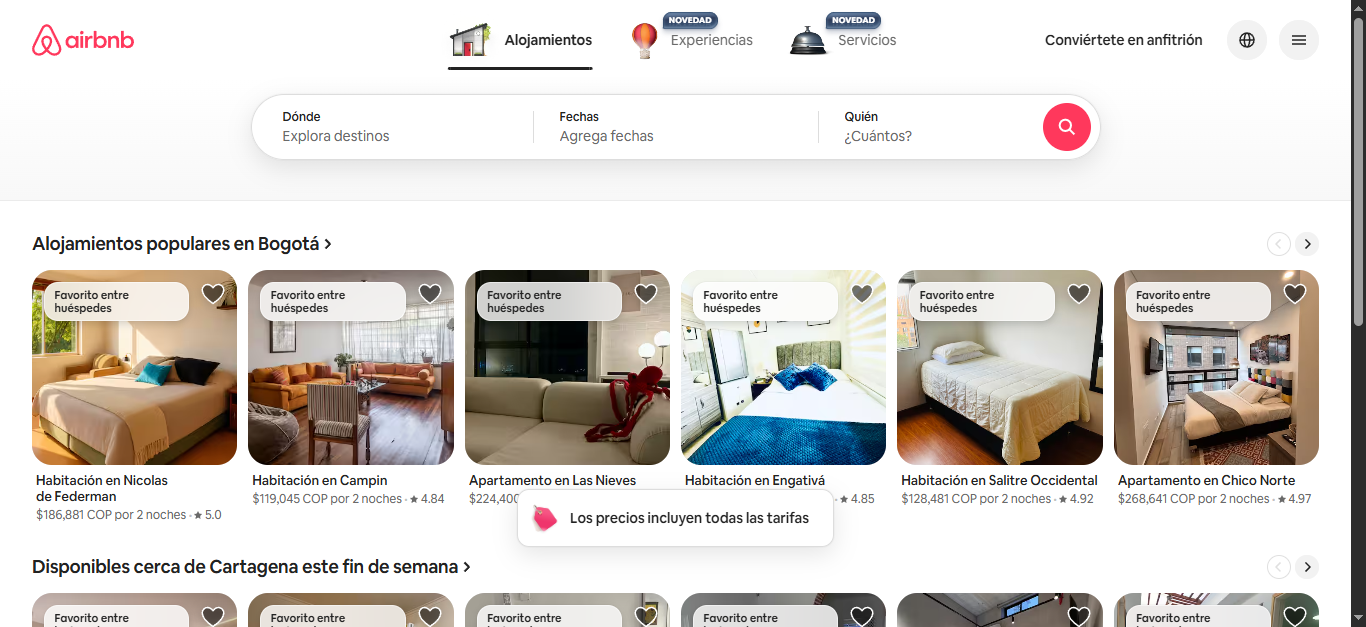 airbnb
Alojamientos
NOVEDAD
Experiencias
NOVEDAD
Servicios
Conviértete en anfitrión
Dónde
Explora destinos
Fechas
Agrega fechas
Quién
¿Cuántos?
Alojamientos populares en Bogotá
Favorito entre
huéspedes
Favorito entre
huéspedes
Favorito entre
huéspedes
Favorito entre
huéspedes
Favorito entre
huéspedes
Favorito entre
huéspedes
Habitación en Nicolas
de Federman
$186,881 COP por 2 noches · ★ 5.0
Habitación en Campin
$119,045 COP por 2 noches · ★ 4.84
Apartamento en Las Nieves
$224,400
Habitación en Engativá
★ 4.85
Habitación en Salitre Occidental
$128,481 COP por 2 noches · ★ 4.92
Apartamento en Chico Norte
$268,641 COP por 2 noches · ★ 4.97
Los precios incluyen todas las tarifas
Disponibles cerca de Cartagena este fin de semana
Favorito entre
Favorito entre
Favorito entre
Favorito entre
Favorito entre